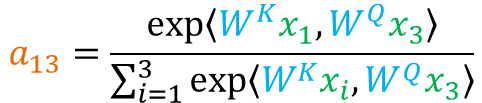 a₁₃ = exp⟨W^K x₁, W^Q x₃⟩ / ∑_{i=1}^{3} exp⟨W^K x_i, W^Q x₃⟩